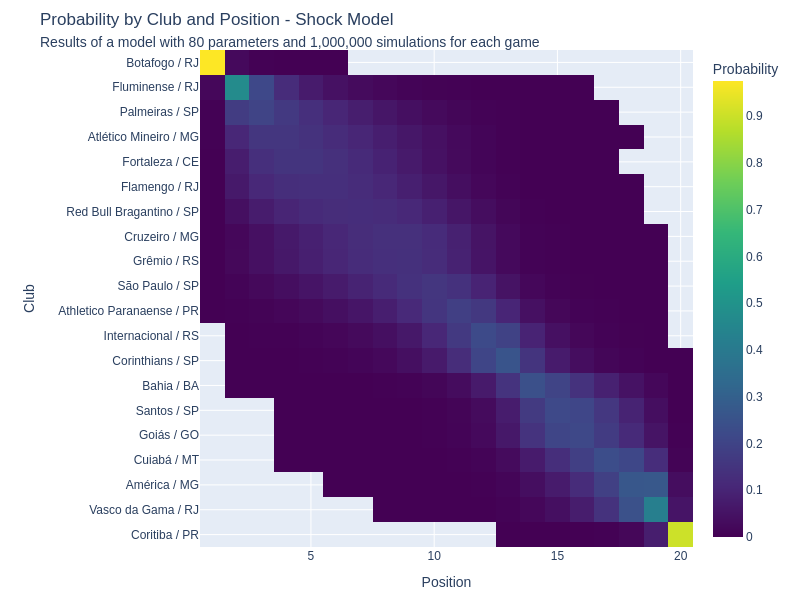 Probability by Club and Position - Shock Model
Results of a model with 80 parameters and 1,000,000 simulations for each game
Club
Botafogo / RJ
Fluminense / RJ
Palmeiras / SP
Atlético Mineiro / MG
Fortaleza / CE
Flamengo / RJ
Red Bull Bragantino / SP
Cruzeiro / MG
Grêmio / RS
São Paulo / SP
Athletico Paranaense / PR
Internacional / RS
Corinthians / SP
Bahia / BA
Santos / SP
Goiás / GO
Cuiabá / MT
América / MG
Vasco da Gama / RJ
Coritiba / PR
5 10 15 20
Position
Probability
0.9
0.8
0.7
0.6
0.5
0.4
0.3
0.2
0.1
0